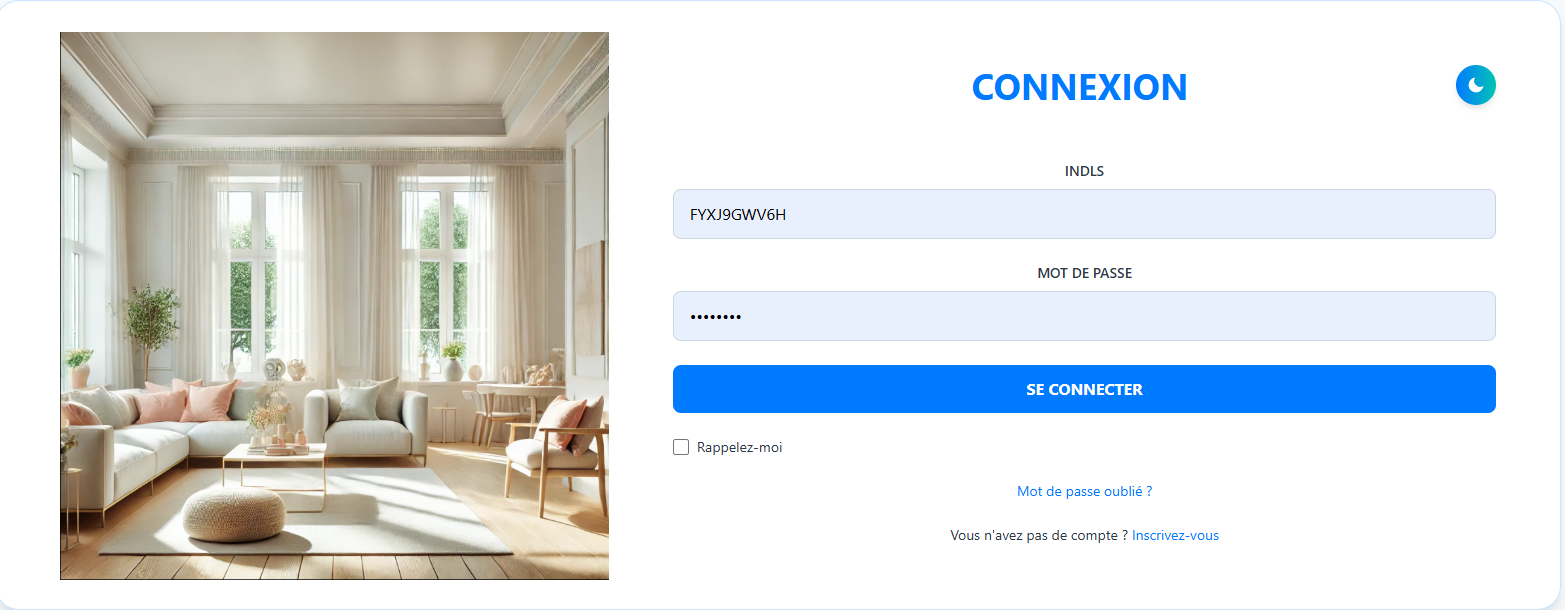 CONNEXION
INDLS
FYXJ9GWV6H
MOT DE PASSE
••••••••
SE CONNECTER
Rappelez-moi
Mot de passe oublié ?
Vous n'avez pas de compte ? Inscrivez-vous